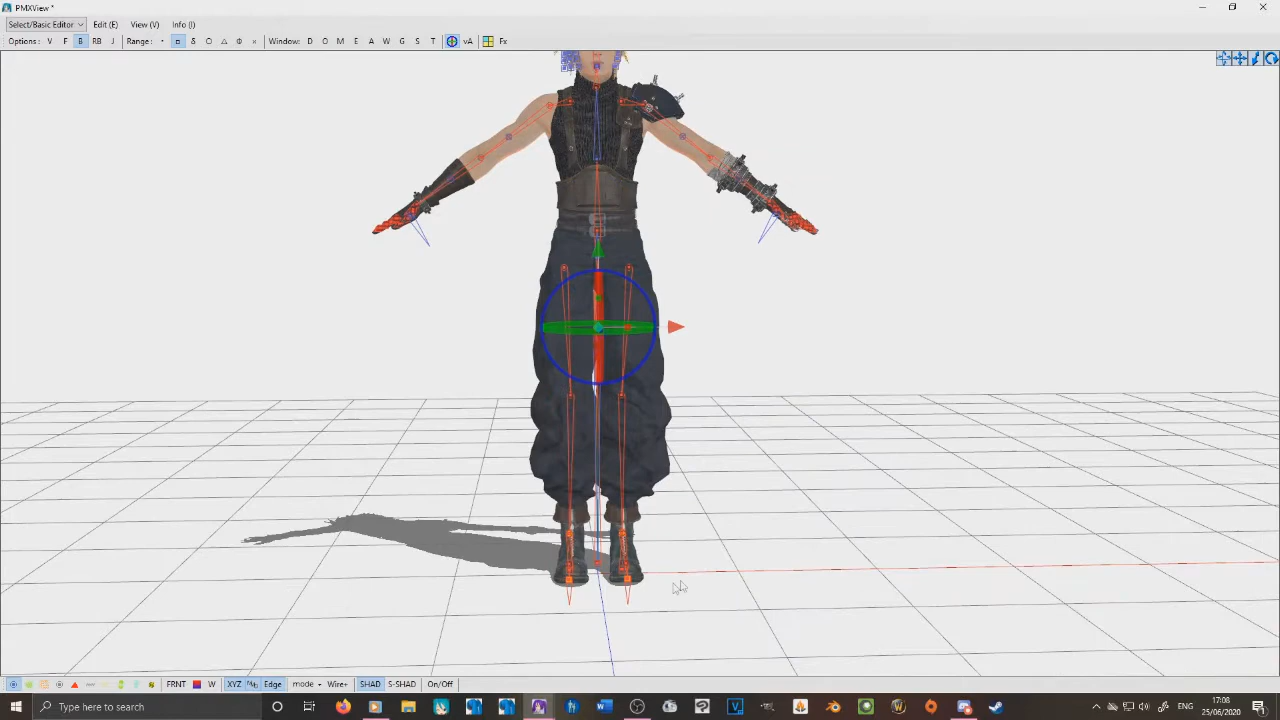 PMXView *
Select/Basic Editor Edit (E) View (V) Info (I)
Options: V F B RB J Range: Window: D O M E A W G S T vA Fx
FRNT W XYZ Edge mode Wire+ SHAD S-SHAD On/Off
Type here to search
ENG
17:08
25/06/2020